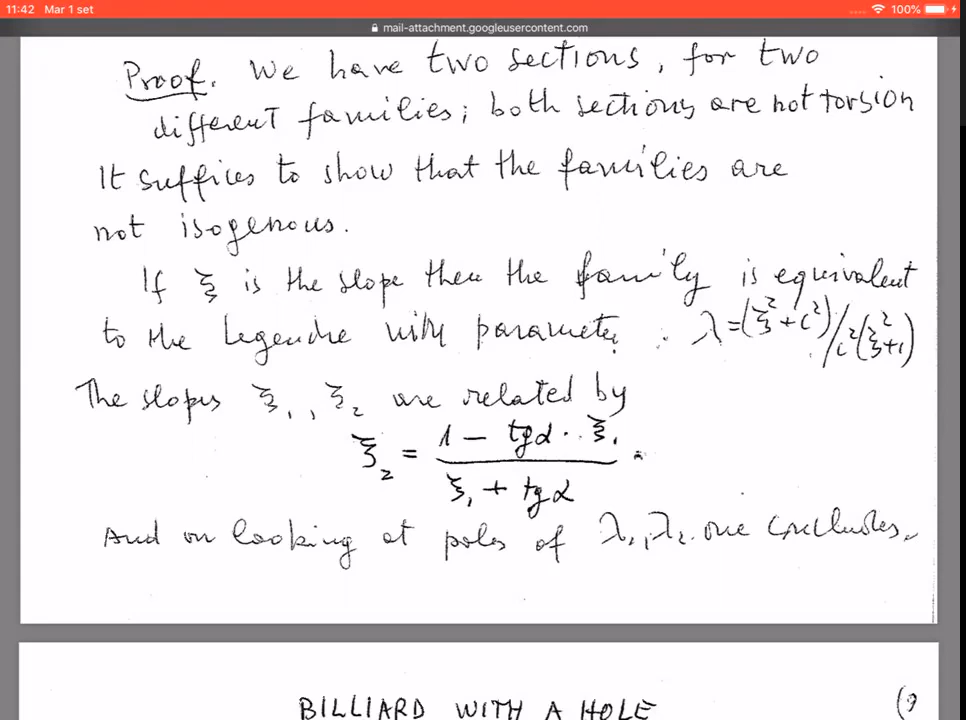 11:42 Mar 1 set
100%
mail-attachment.googleusercontent.com
Proof. We have two sections, for two
different families; both sections are not torsion
It suffices to show that the families are
not isogenous.
If ξ is the slope then the family is equivalent
to the Legendre with parameter λ=(ξ²+c²)/c²(ξ²+1)
The slopes ξ₁, ξ₂ are related by
ξ₂ = (1 - tgα · ξ₁) / (ξ₁ + tgα) .
And on looking at poles of λ₁, λ₂ one concludes.
BILLIARD WITH A HOLE